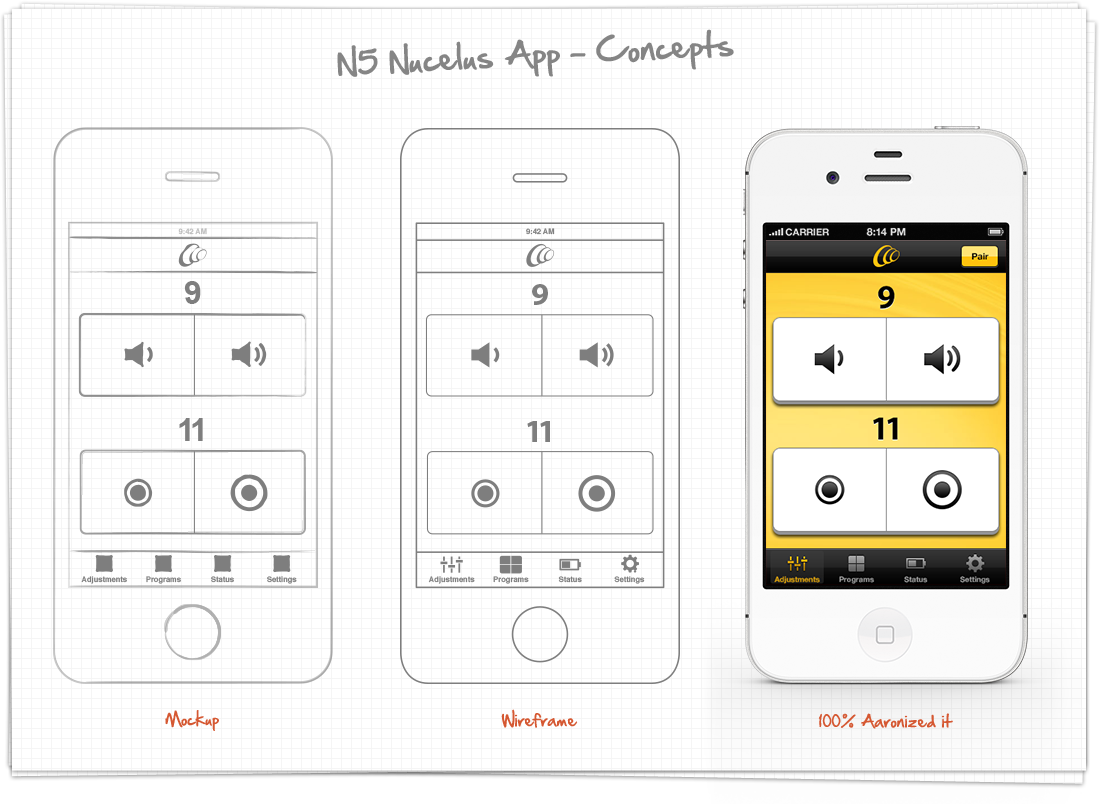 N5 Nucelus App - Concepts
9:42 AM
9
11
Adjustments Programs Status Settings
Mockup
9:42 AM
9
11
Adjustments Programs Status Settings
Wireframe
CARRIER 8:14 PM
Pair
9
11
Adjustments Programs Status Settings
100% Aaronized it